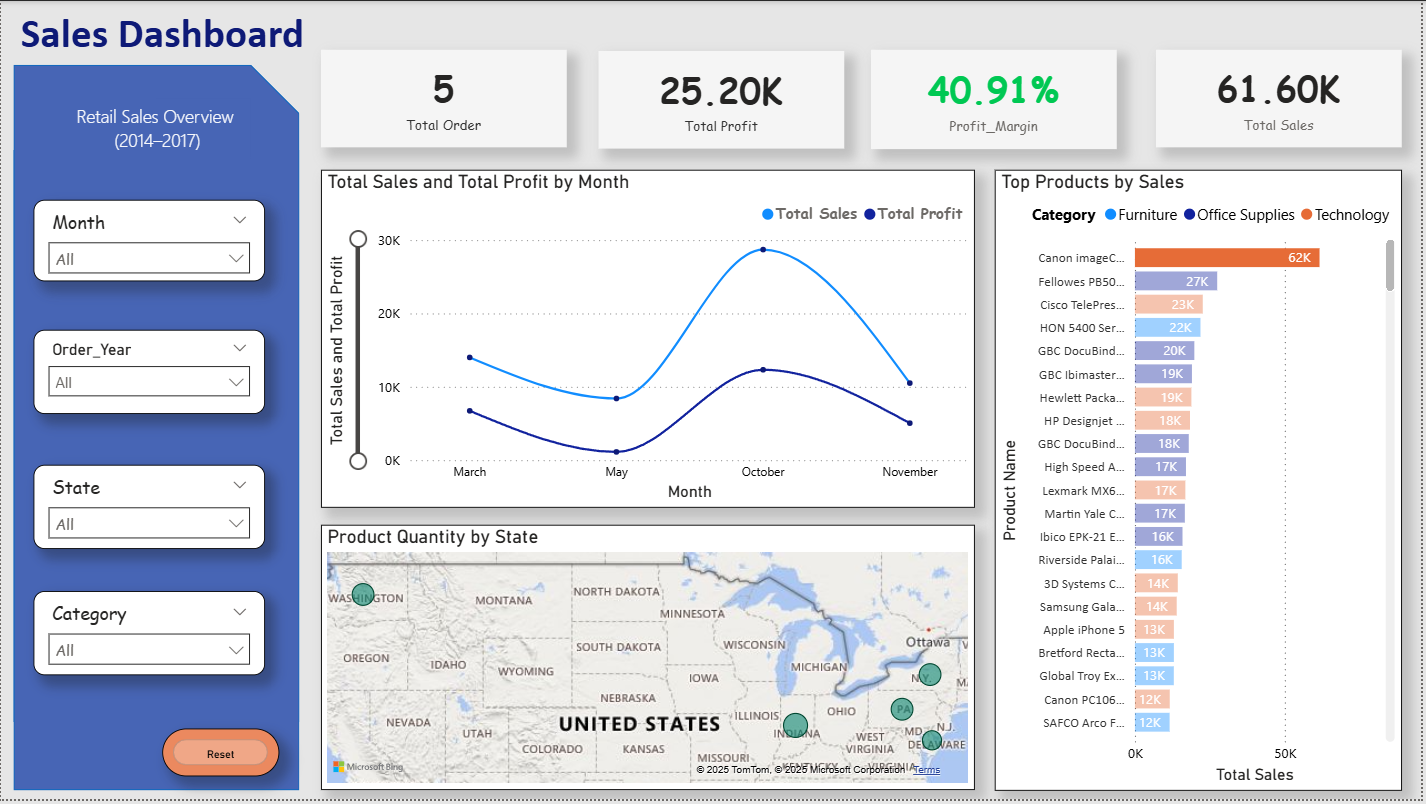 Sales Dashboard
Retail Sales Overview
(2014–2017)
Month
All
Order_Year
All
State
All
Category
All
Reset
5
Total Order
25.20K
Total Profit
40.91%
Profit_Margin
61.60K
Total Sales
Total Sales and Total Profit by Month
Total Sales Total Profit
Total Sales and Total Profit
30K
20K
10K
0K
March May October November
Month
Product Quantity by State
WASHINGTON
MONTANA
NORTH DAKOTA
MINNESOTA
Ottawa
OREGON
IDAHO
WYOMING
SOUTH DAKOTA
WISCONSIN
MICHIGAN
NEBRASKA
IOWA
PA
NEVADA
UTAH
COLORADO
UNITED STATES
KANSAS
ILLINOIS
INDIANA
OHIO
MISSOURI
WEST
VIRGINIA
MD
N.J.
DELAWARE
KENTUCKY
VIRGINIA
Microsoft Bing
© 2025 TomTom, © 2025 Microsoft Corporation Terms
Top Products by Sales
Category Furniture Office Supplies Technology
Product Name
Canon imageC... 62K
Fellowes PB50... 27K
Cisco TelePres... 23K
HON 5400 Ser... 22K
GBC DocuBind... 20K
GBC Ibimaster... 19K
Hewlett Packa... 19K
HP Designjet ... 18K
GBC DocuBind... 18K
High Speed A... 17K
Lexmark MX6... 17K
Martin Yale C... 17K
Ibico EPK-21 E... 16K
Riverside Palai... 16K
3D Systems C... 14K
Samsung Gala... 14K
Apple iPhone 5 13K
Bretford Recta... 13K
Global Troy Ex... 13K
Canon PC106... 12K
SAFCO Arco F... 12K
0K 50K
Total Sales